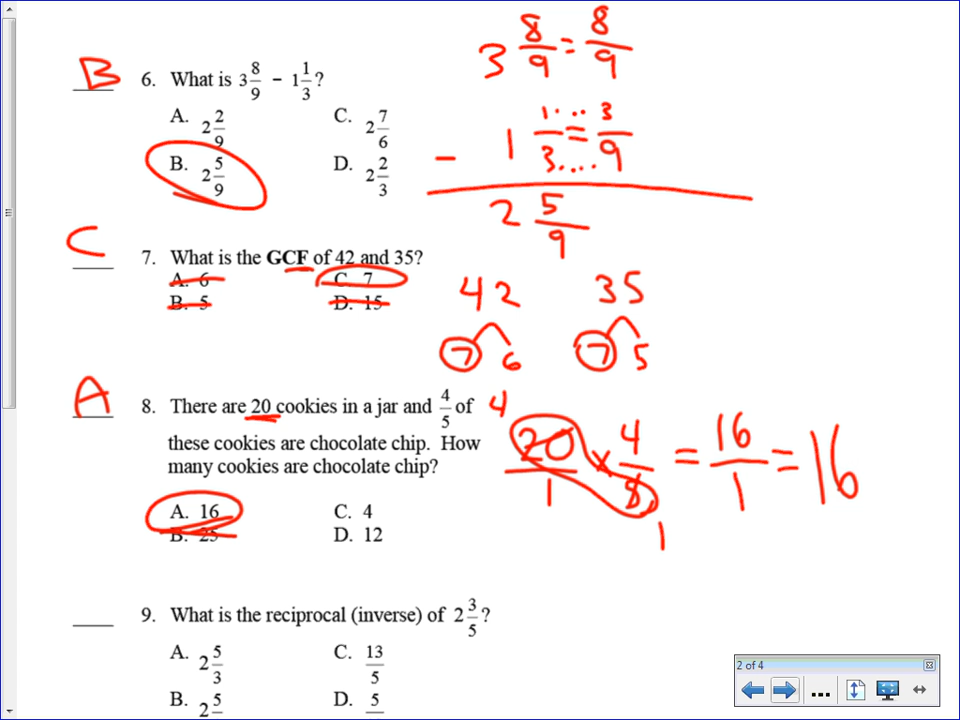 B 6. What is 3 8/9 − 1 1/3 ?
A. 2 2/9 C. 2 7/6
B. 2 5/9 D. 2 2/3
3 8/9 = 8/9
− 1 1/3 = 3/9
2 5/9
C 7. What is the GCF of 42 and 35?
A. 6 C. 7
B. 5 D. 15
42 35
7 6 7 5
A 8. There are 20 cookies in a jar and 4/5 of
these cookies are chocolate chip. How
many cookies are chocolate chip?
A. 16 C. 4
B. 25 D. 12
4
20/1 × 4/5 = 16/1 = 16
1
9. What is the reciprocal (inverse) of 2 3/5 ?
A. 2 5/3 C. 13/5
B. 2 5 D. 5
2 of 4